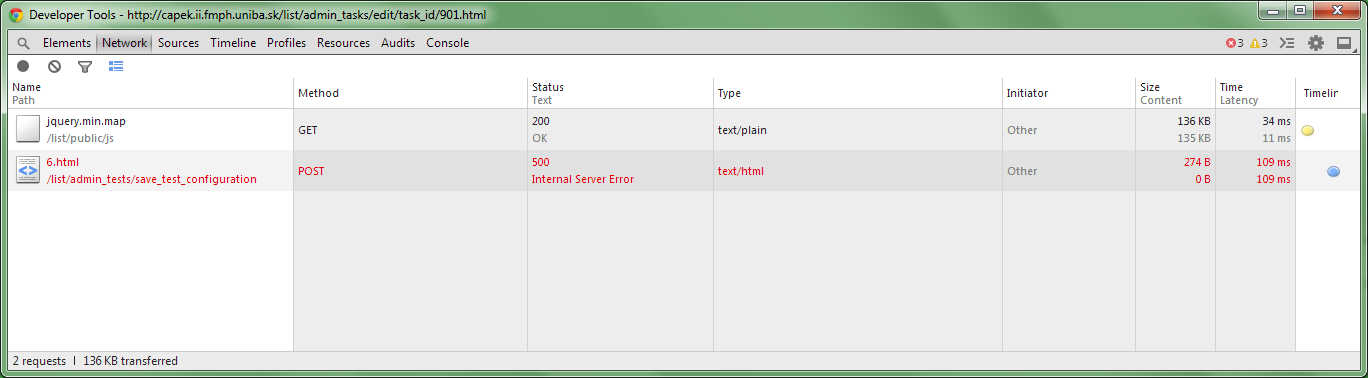 Developer Tools - http://capek.ii.fmph.uniba.sk/list/admin_tasks/edit/task_id/901.html
Elements Network Sources Timeline Profiles Resources Audits Console 3 3
Name Method Status Type Initiator Size Time Timelin
Path Text Content Latency
jquery.min.map GET 200 text/plain Other 136 KB 34 ms
/list/public/js OK 135 KB 11 ms
6.html POST 500 text/html Other 274 B 109 ms
/list/admin_tests/save_test_configuration Internal Server Error 0 B 109 ms
2 requests | 136 KB transferred